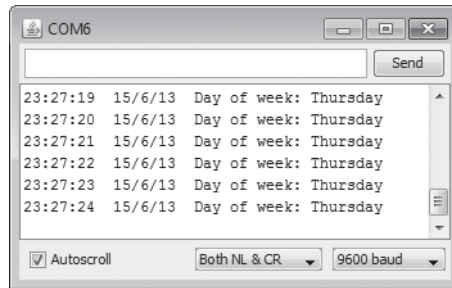 COM6
Send
23:27:19 15/6/13 Day of week: Thursday
23:27:20 15/6/13 Day of week: Thursday
23:27:21 15/6/13 Day of week: Thursday
23:27:22 15/6/13 Day of week: Thursday
23:27:23 15/6/13 Day of week: Thursday
23:27:24 15/6/13 Day of week: Thursday
Autoscroll Both NL & CR 9600 baud